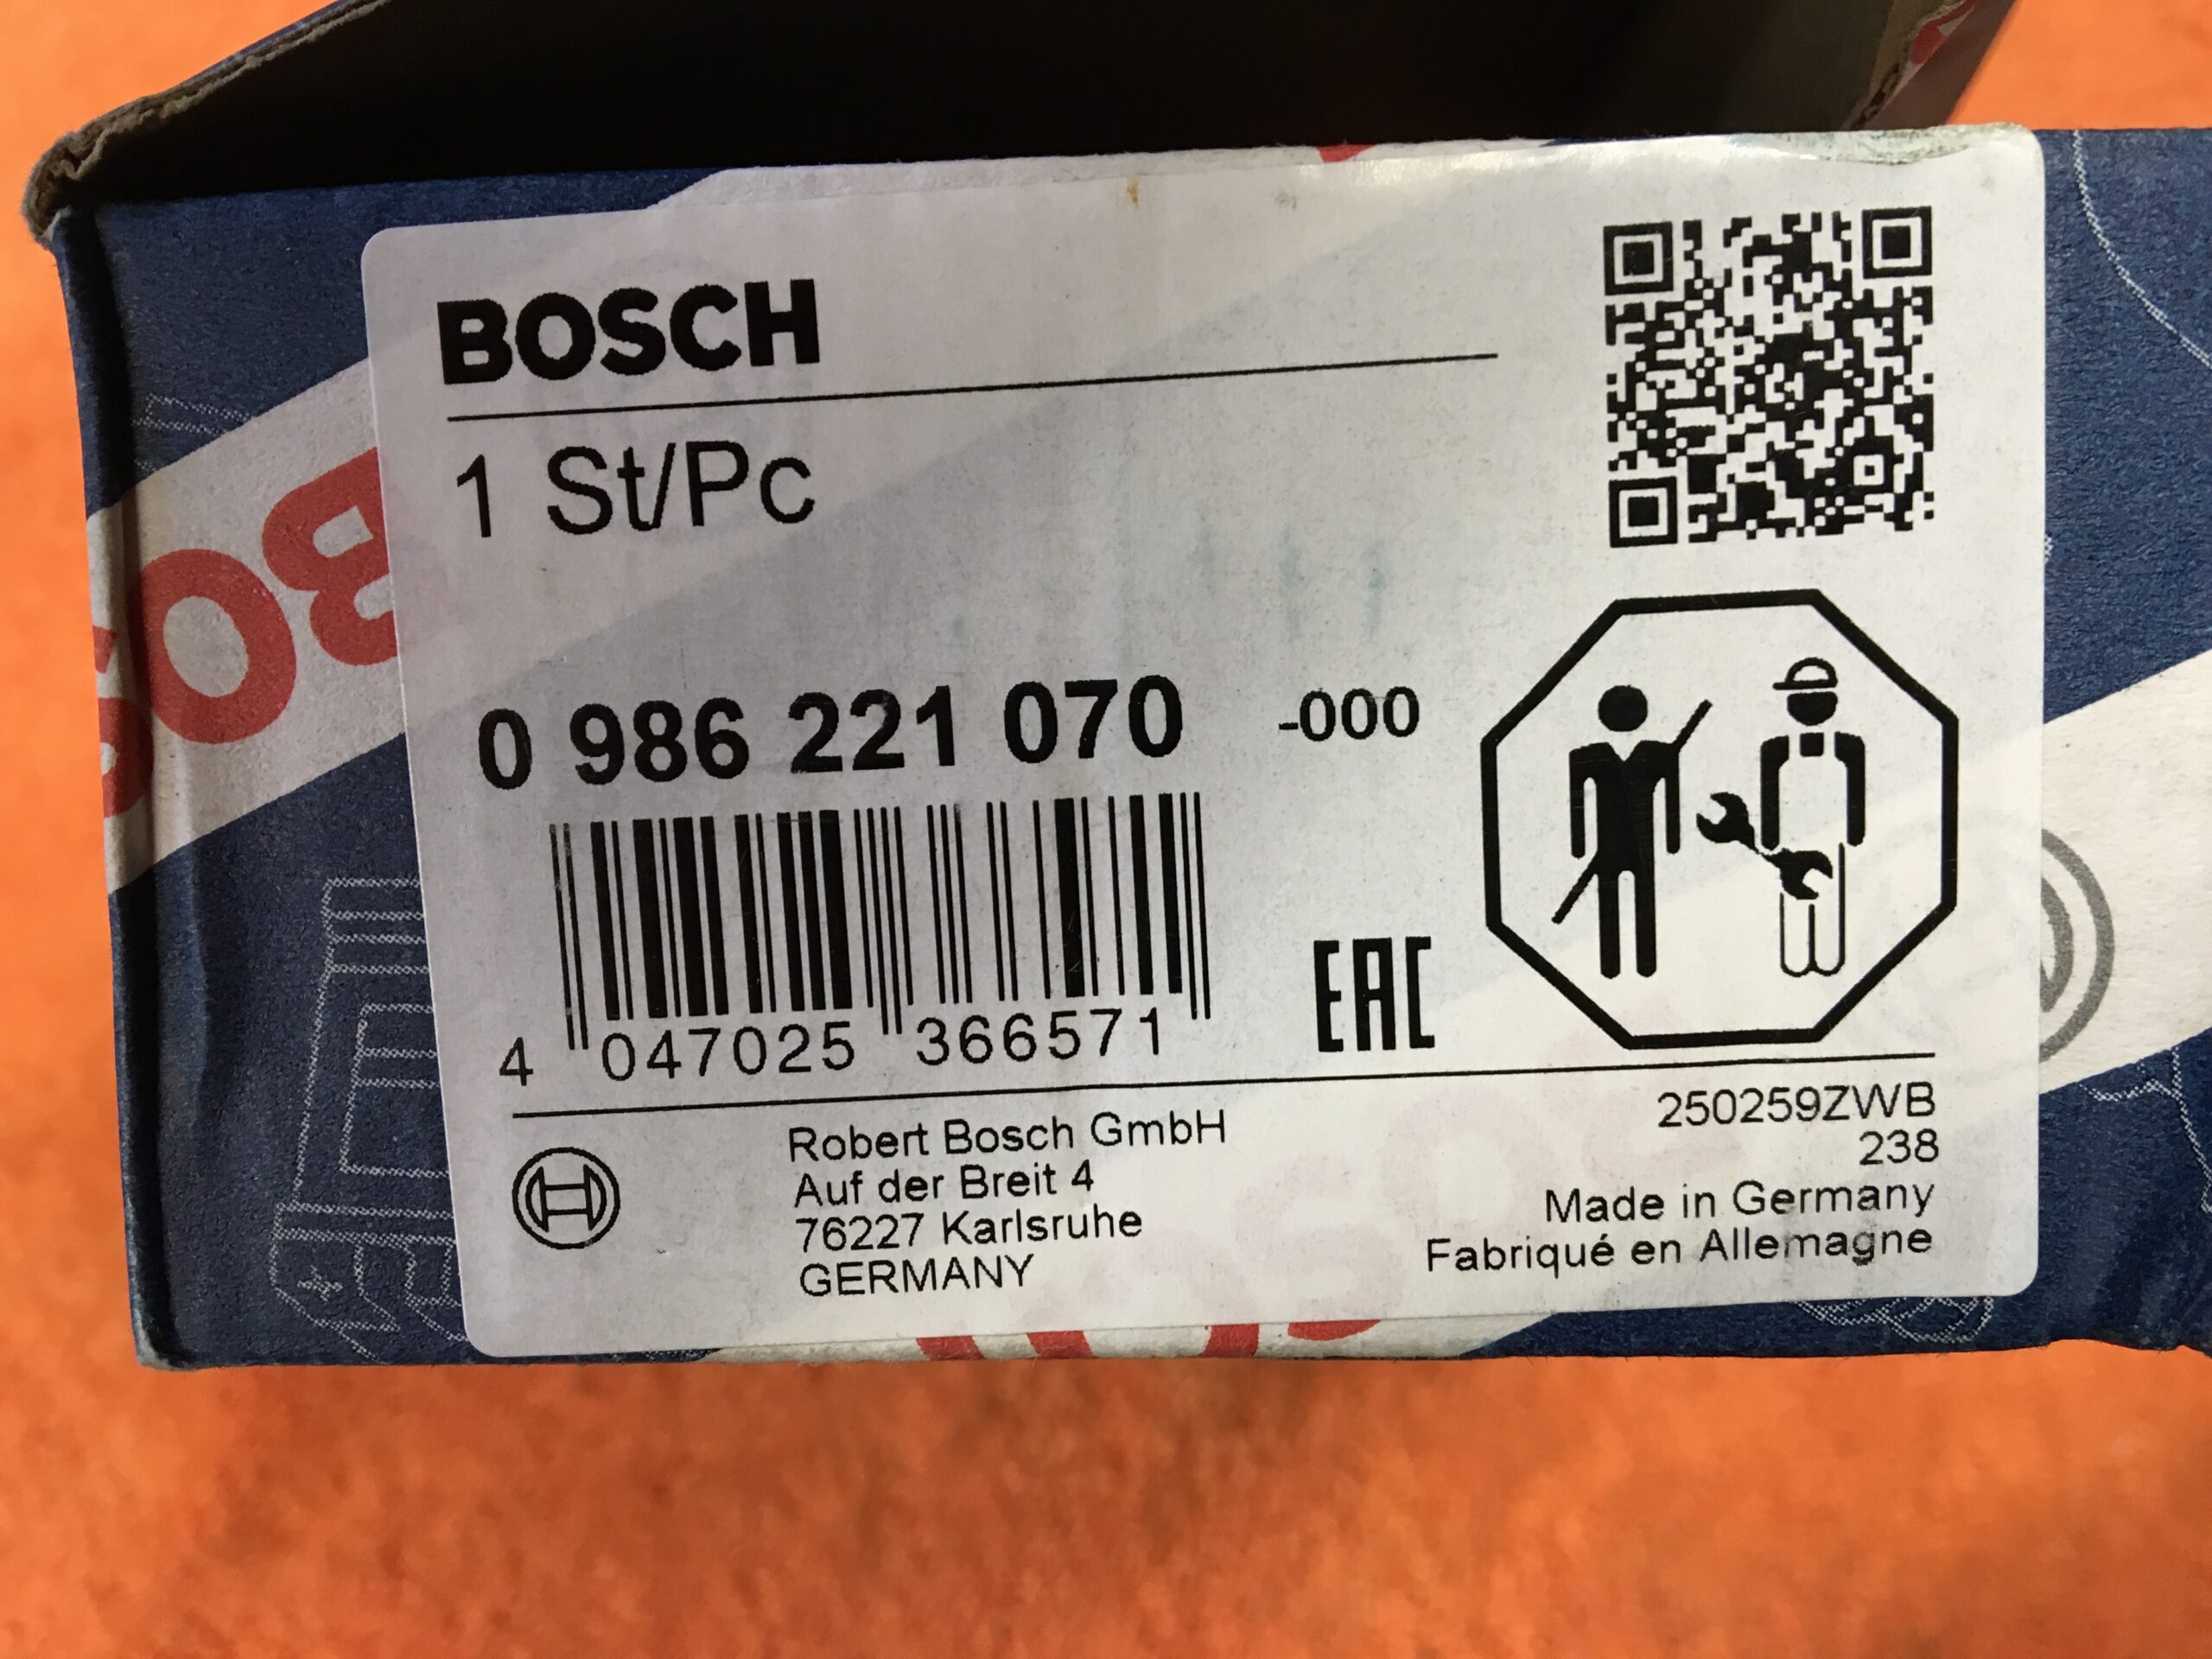 BOSCH
1 St/Pc
BOS
0 986 221 070 -000
4 047025 366571
EAC
Robert Bosch GmbH
Auf der Breit 4
76227 Karlsruhe
GERMANY
250259ZWB
238
Made in Germany
Fabriqué en Allemagne